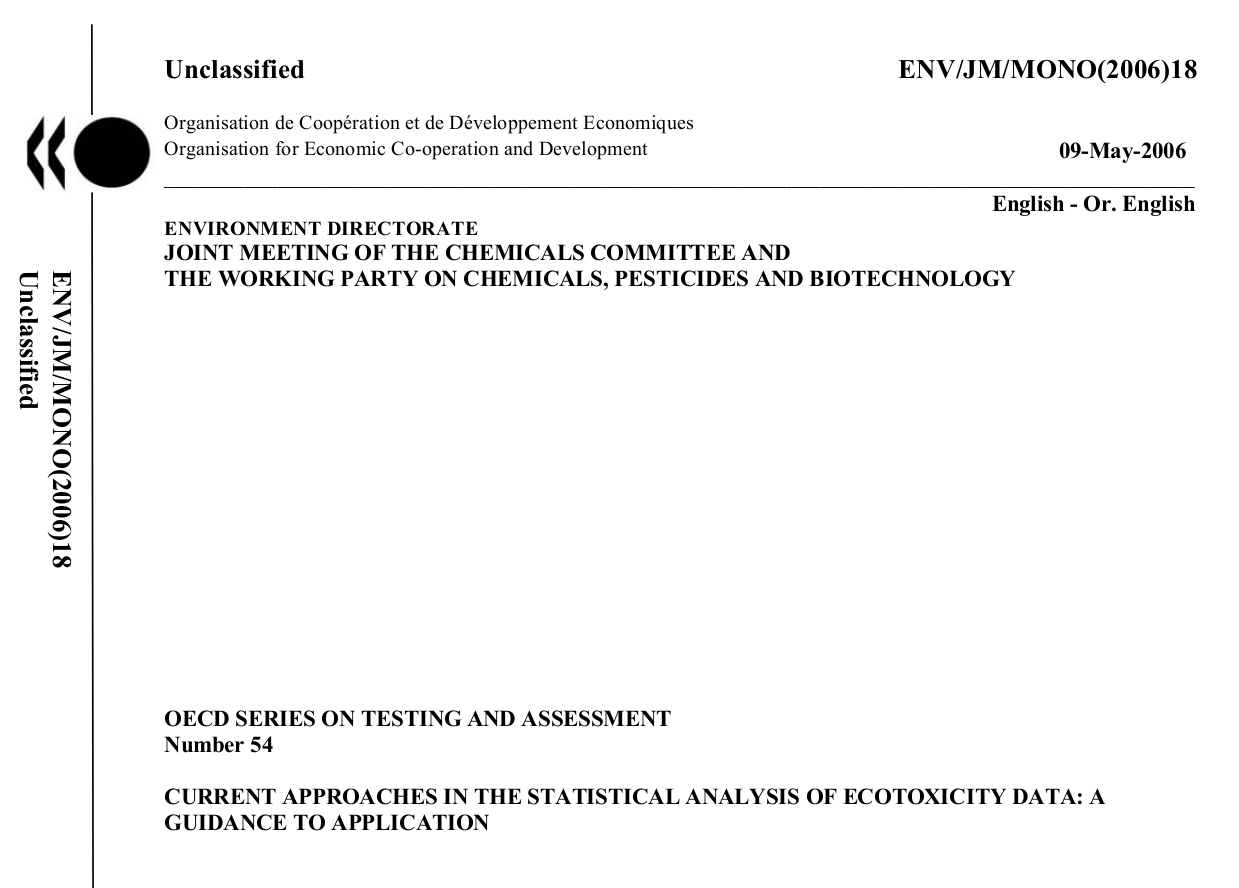 Unclassified
ENV/JM/MONO(2006)18
Organisation de Coopération et de Développement Economiques
Organisation for Economic Co-operation and Development
09-May-2006
English - Or. English
ENVIRONMENT DIRECTORATE
JOINT MEETING OF THE CHEMICALS COMMITTEE AND
THE WORKING PARTY ON CHEMICALS, PESTICIDES AND BIOTECHNOLOGY
ENV/JM/MONO(2006)18
Unclassified
OECD SERIES ON TESTING AND ASSESSMENT
Number 54
CURRENT APPROACHES IN THE STATISTICAL ANALYSIS OF ECOTOXICITY DATA: A
GUIDANCE TO APPLICATION